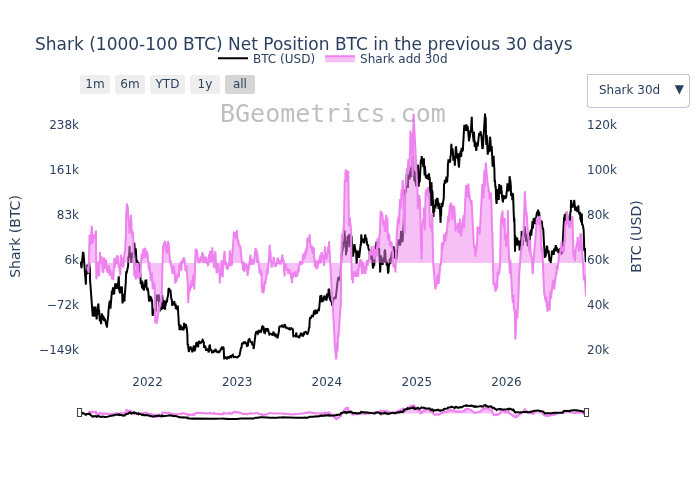 Shark (1000-100 BTC) Net Position BTC in the previous 30 days
BTC (USD) Shark add 30d
1m 6m YTD 1y all
Shark 30d ▼
BGeometrics.com
238k 120k
161k 100k
83k 80k
6k 60k
−72k 40k
−149k 20k
Shark (BTC)
BTC (USD)
2022 2023 2024 2025 2026